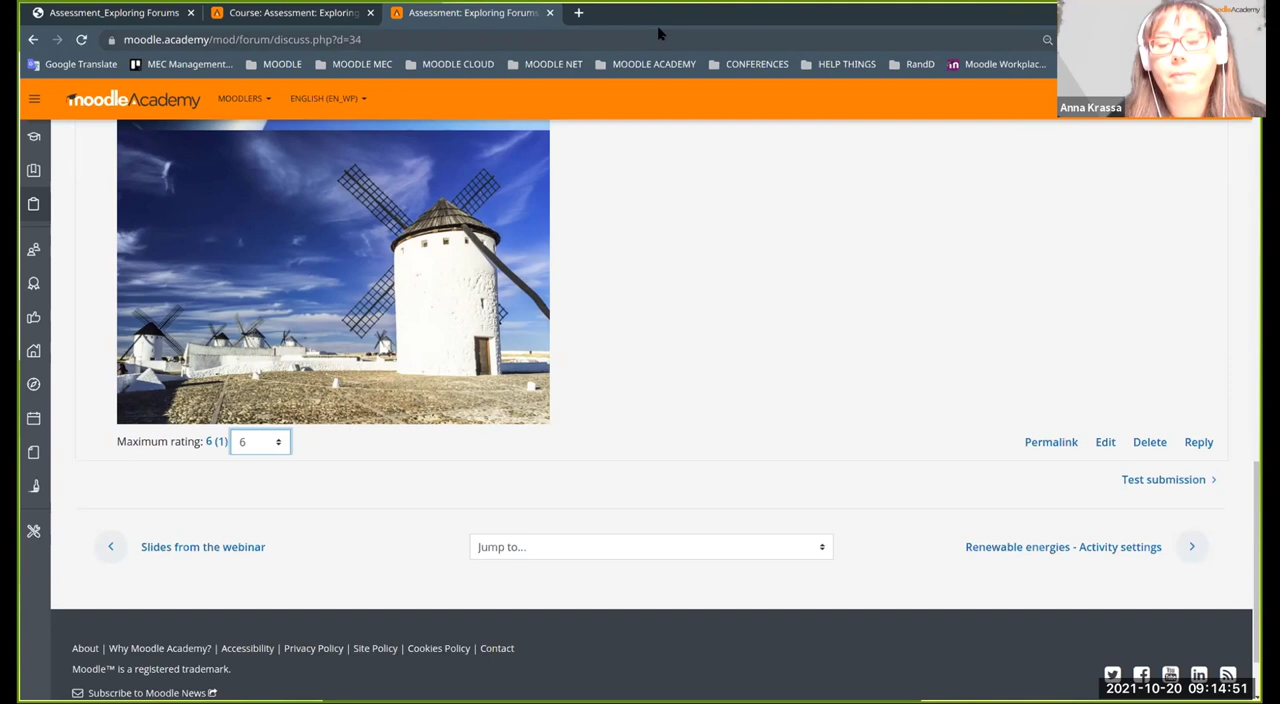 Assessment_Exploring Forums
Course: Assessment: Exploring
Assessment: Exploring Forums
moodle.academy/mod/forum/discuss.php?d=34
Google Translate
MEC Management...
MOODLE
MOODLE MEC
MOODLE CLOUD
MOODLE NET
MOODLE ACADEMY
CONFERENCES
HELP THINGS
RandD
Moodle Workplac...
Anna Krassa
moodleAcademy
MOODLERS
ENGLISH (EN_WP)
Maximum rating: 6 (1) 6
Permalink
Edit
Delete
Reply
Test submission
Slides from the webinar
Jump to...
Renewable energies - Activity settings
About | Why Moodle Academy? | Accessibility | Privacy Policy | Site Policy | Cookies Policy | Contact
Moodle™ is a registered trademark.
Subscribe to Moodle News
2021-10-20 09:14:51